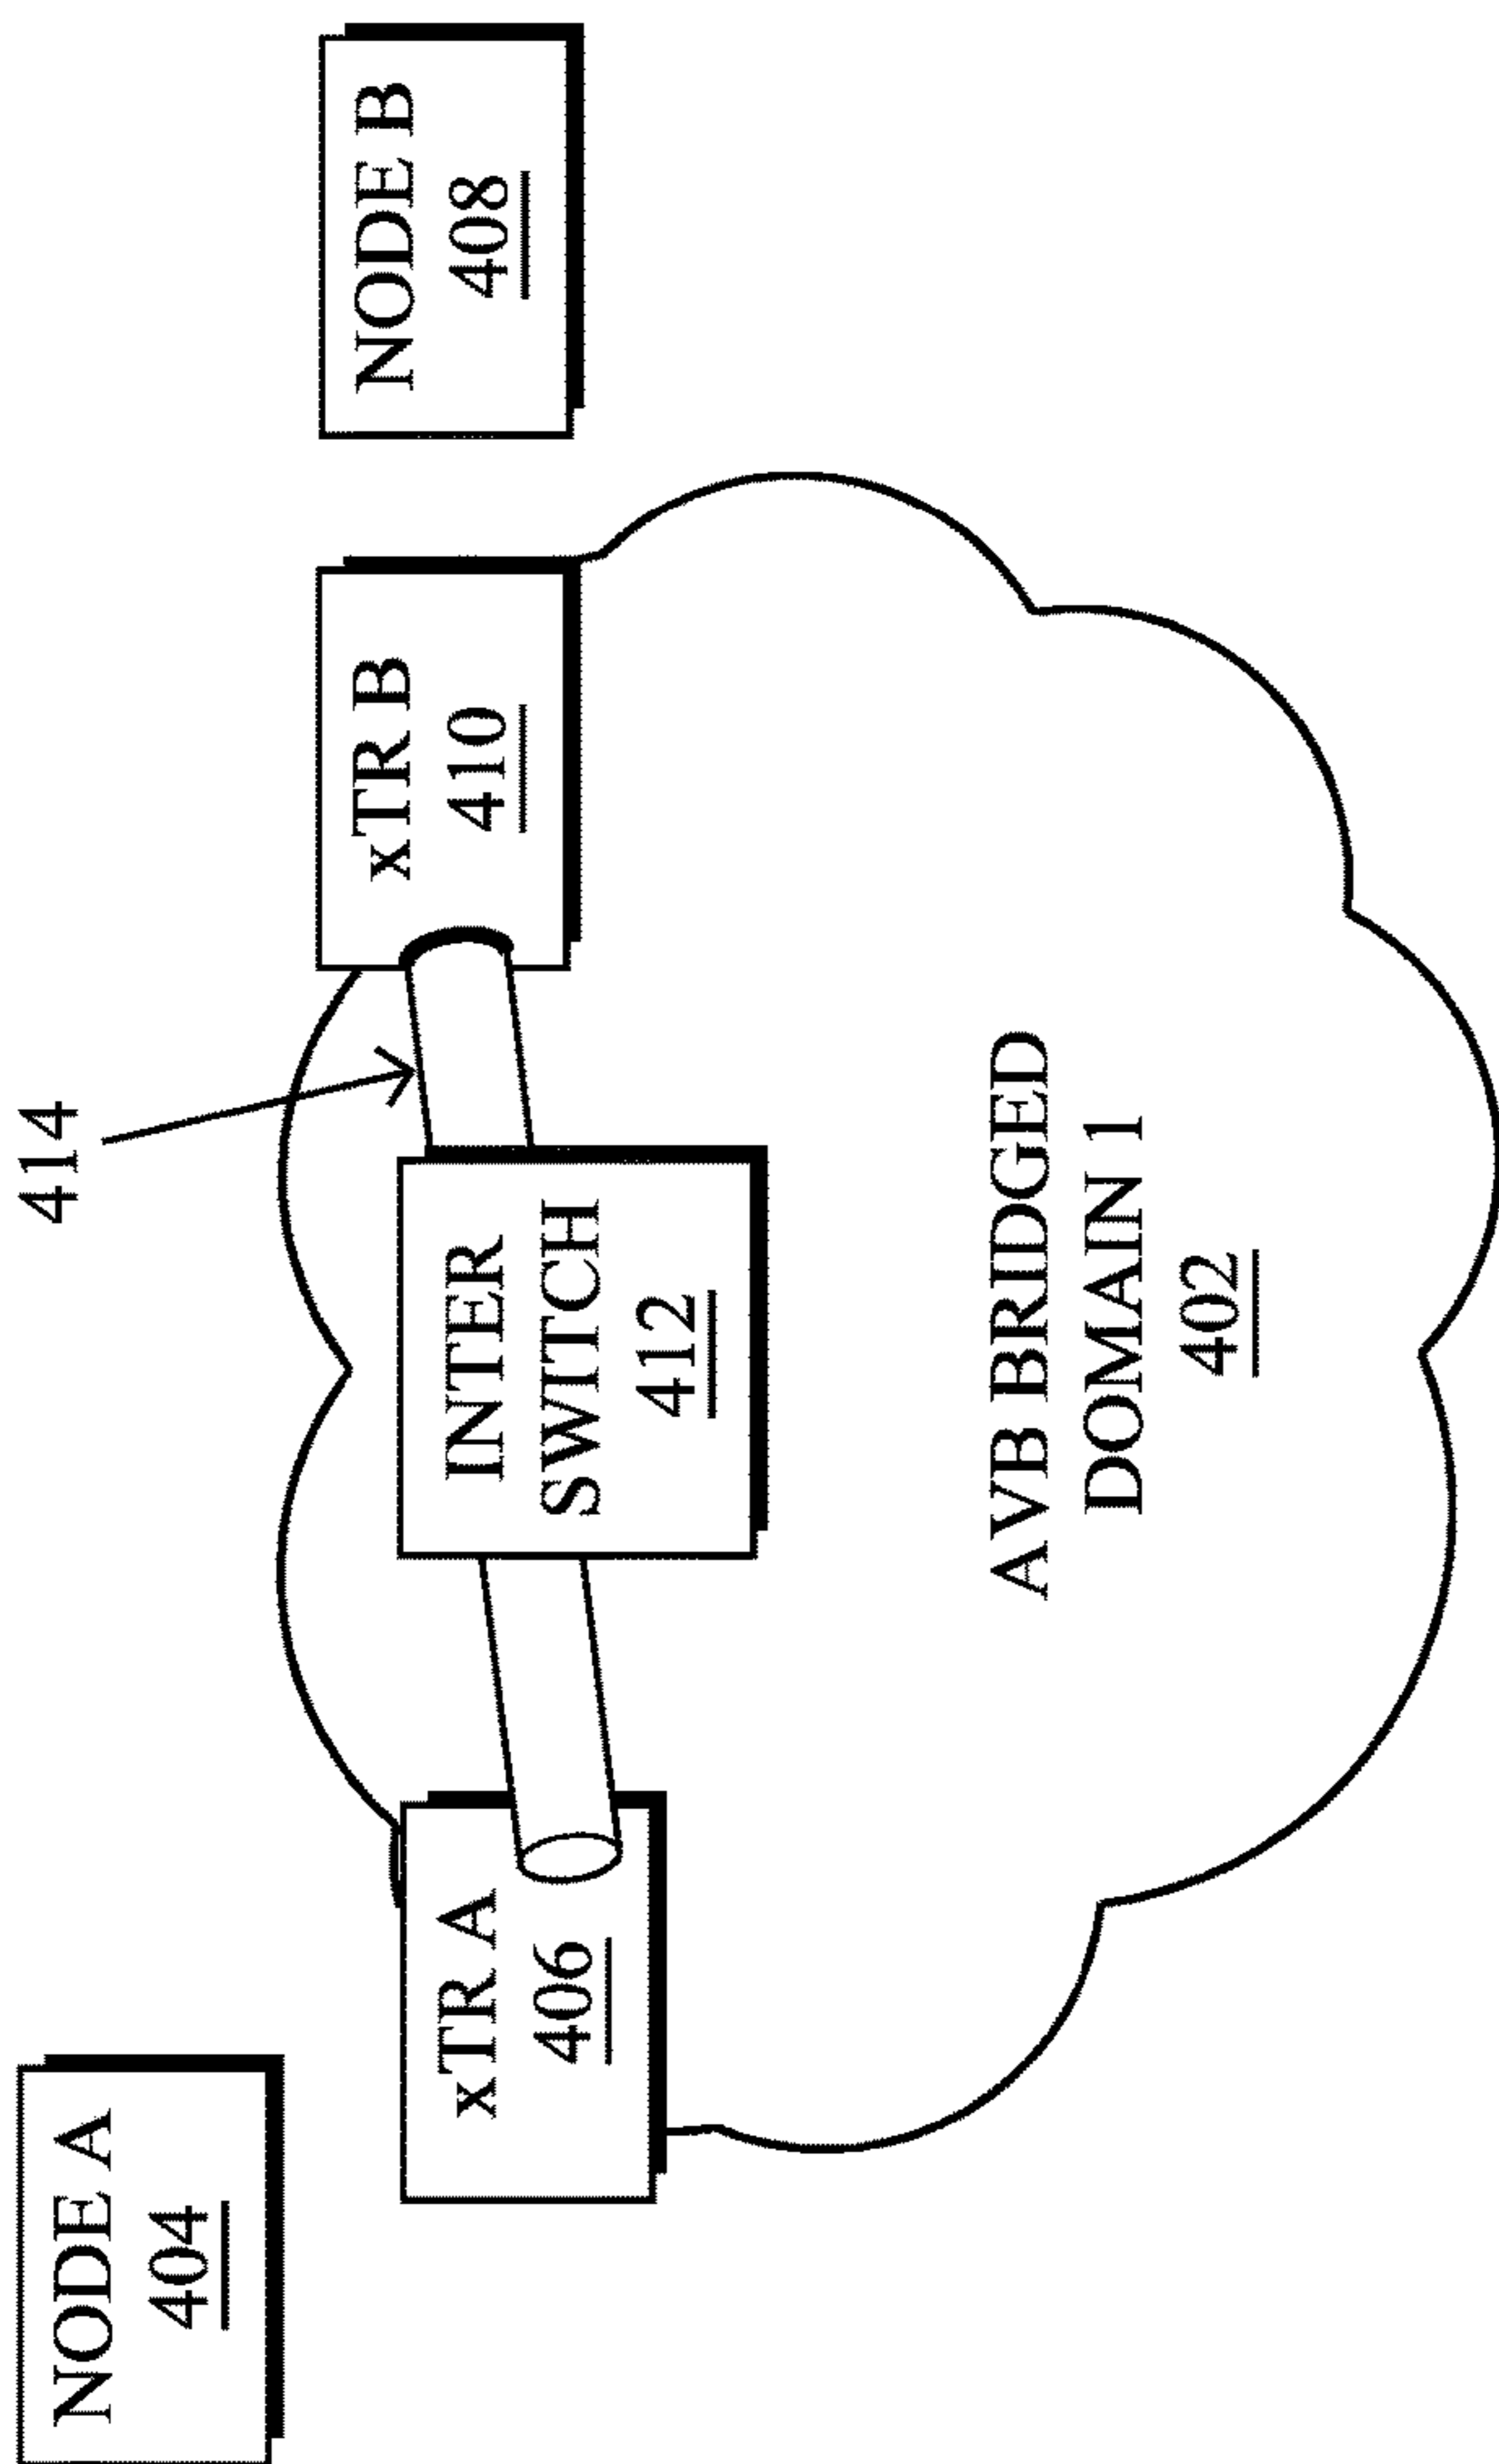 414
NODE A
404
xTR A
406
INTER
SWITCH
412
xTR B
410
NODE B
408
AVB BRIDGED
DOMAIN 1
402